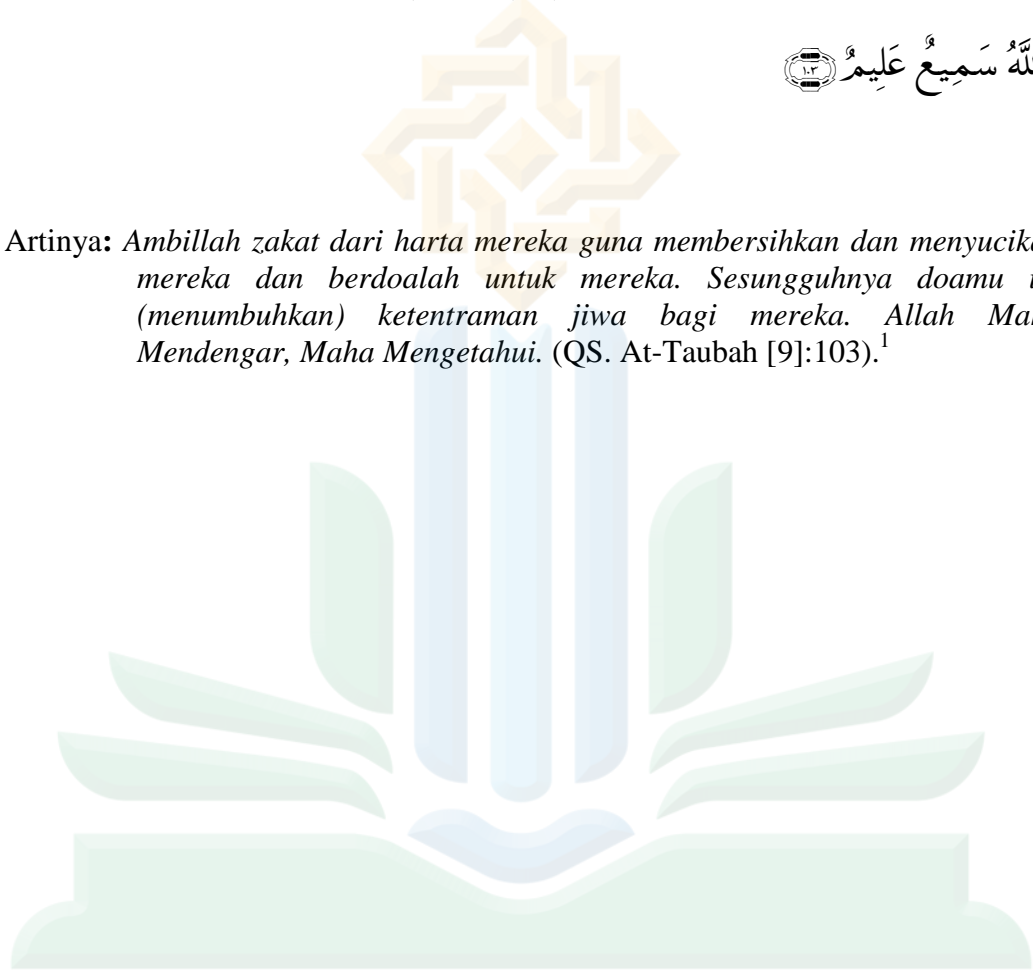 سَمِيعٌ عَلِيمٌ ١٠٣
Artinya: Ambillah zakat dari harta mereka guna membersihkan dan
mereka dan berdoalah untuk mereka. Sesungguhnya doamu
(menumbuhkan) ketentraman jiwa bagi mereka. Allah
Mendengar, Maha Mengetahui. (QS. At-Taubah [9]:103).¹